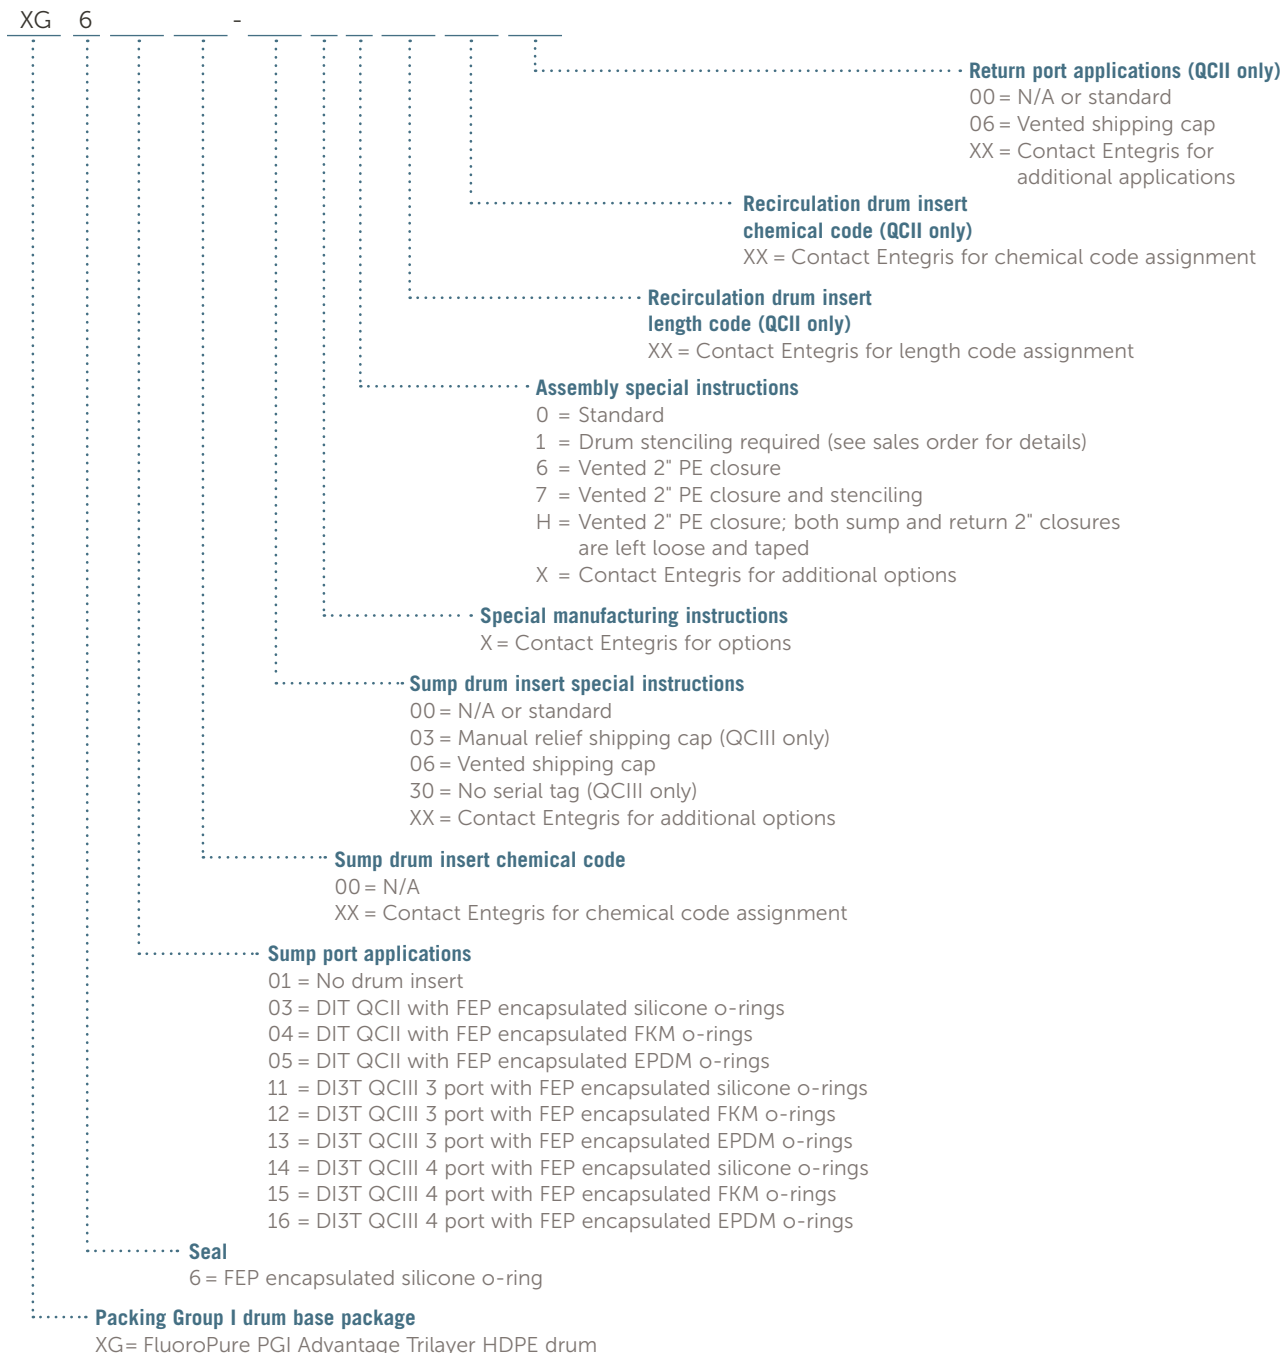 XG 6 -
Return port applications (QCII only)
00 = N/A or standard
06 = Vented shipping cap
XX = Contact Entegris for
additional applications
Recirculation drum insert
chemical code (QCII only)
XX = Contact Entegris for chemical code assignment
Recirculation drum insert
length code (QCII only)
XX = Contact Entegris for length code assignment
Assembly special instructions
0 = Standard
1 = Drum stenciling required (see sales order for details)
6 = Vented 2" PE closure
7 = Vented 2" PE closure and stenciling
H = Vented 2" PE closure; both sump and return 2" closures
are left loose and taped
X = Contact Entegris for additional options
Special manufacturing instructions
X = Contact Entegris for options
Sump drum insert special instructions
00 = N/A or standard
03 = Manual relief shipping cap (QCIII only)
06 = Vented shipping cap
30 = No serial tag (QCIII only)
XX = Contact Entegris for additional options
Sump drum insert chemical code
00 = N/A
XX = Contact Entegris for chemical code assignment
Sump port applications
01 = No drum insert
03 = DIT QCII with FEP encapsulated silicone o-rings
04 = DIT QCII with FEP encapsulated FKM o-rings
05 = DIT QCII with FEP encapsulated EPDM o-rings
11 = DI3T QCIII 3 port with FEP encapsulated silicone o-rings
12 = DI3T QCIII 3 port with FEP encapsulated FKM o-rings
13 = DI3T QCIII 3 port with FEP encapsulated EPDM o-rings
14 = DI3T QCIII 4 port with FEP encapsulated silicone o-rings
15 = DI3T QCIII 4 port with FEP encapsulated FKM o-rings
16 = DI3T QCIII 4 port with FEP encapsulated EPDM o-rings
Seal
6 = FEP encapsulated silicone o-ring
Packing Group I drum base package
XG= FluoroPure PGI Advantage Trilayer HDPE drum